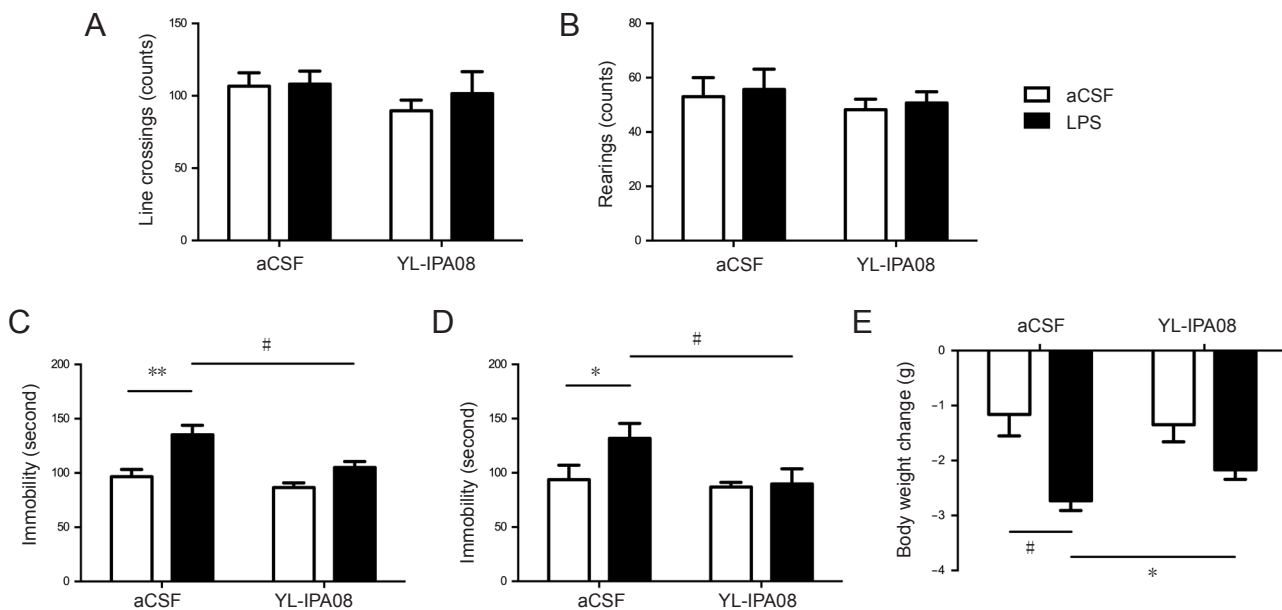 A
Line crossings (counts)
150
100
50
0
aCSF
YL-IPA08
B
Rearings (counts)
80
60
40
20
0
aCSF
YL-IPA08
aCSF
LPS
C
Immobility (second)
200
150
100
50
0
**
#
aCSF
YL-IPA08
D
Immobility (second)
200
150
100
50
0
*
#
aCSF
YL-IPA08
E
aCSF
YL-IPA08
Body weight change (g)
0
−1
−2
−3
−4
#
*